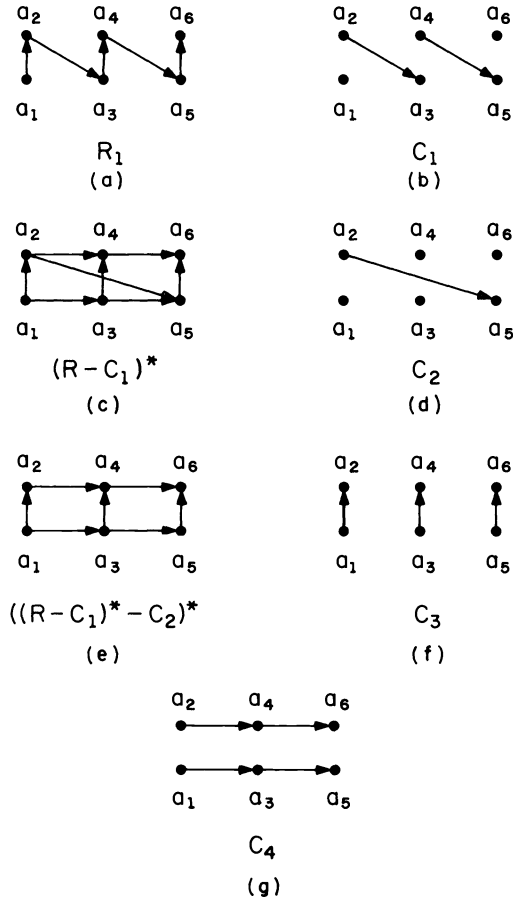 a₂ a₄ a₆ a₂ a₄ a₆
a₁ a₃ a₅ a₁ a₃ a₅
R₁ C₁
(a) (b)
a₂ a₄ a₆ a₂ a₄ a₆
a₁ a₃ a₅ a₁ a₃ a₅
(R – C₁)* C₂
(c) (d)
a₂ a₄ a₆ a₂ a₄ a₆
a₁ a₃ a₅ a₁ a₃ a₅
((R – C₁)* – C₂)* C₃
(e) (f)
a₂ a₄ a₆
a₁ a₃ a₅
C₄
(g)